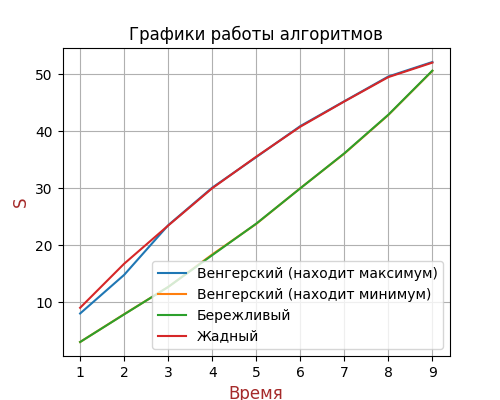 Графики работы алгоритмов
50
40
30
20
10
S
Венгерский (находит максимум)
Венгерский (находит минимум)
Бережливый
Жадный
1 2 3 4 5 6 7 8 9
Время